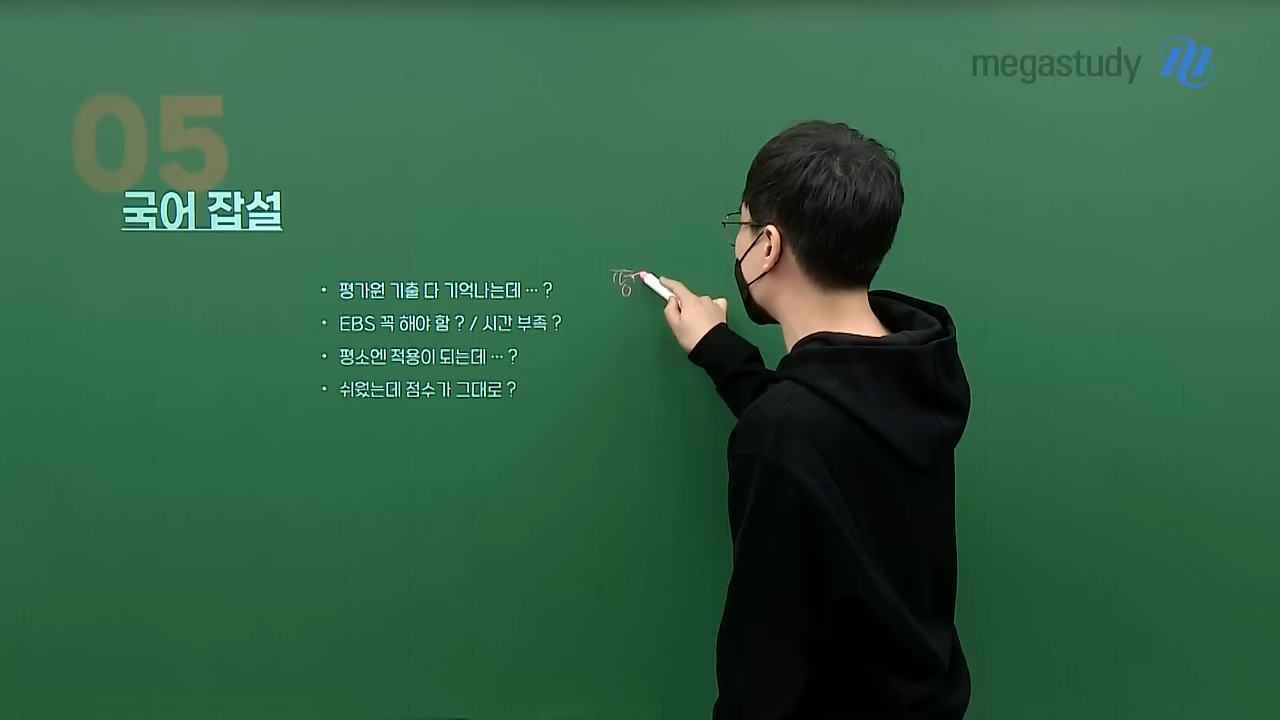 megastudy
05
국어 잡설
• 평가원 기출 다 기억나는데 … ?
• EBS 꼭 해야 함 ? / 시간 부족 ?
• 평소엔 적용이 되는데 … ?
• 쉬웠는데 점수가 그대로 ?